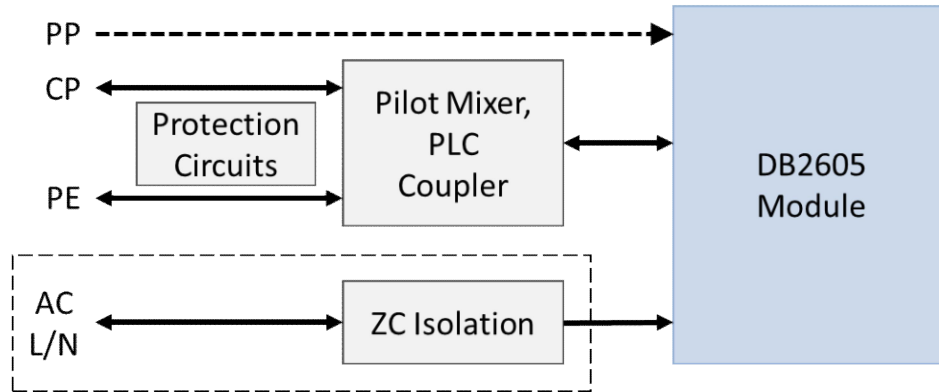 PP
CP
Protection
Circuits
PE
Pilot Mixer,
PLC
Coupler
DB2605
Module
AC
L/N
ZC Isolation